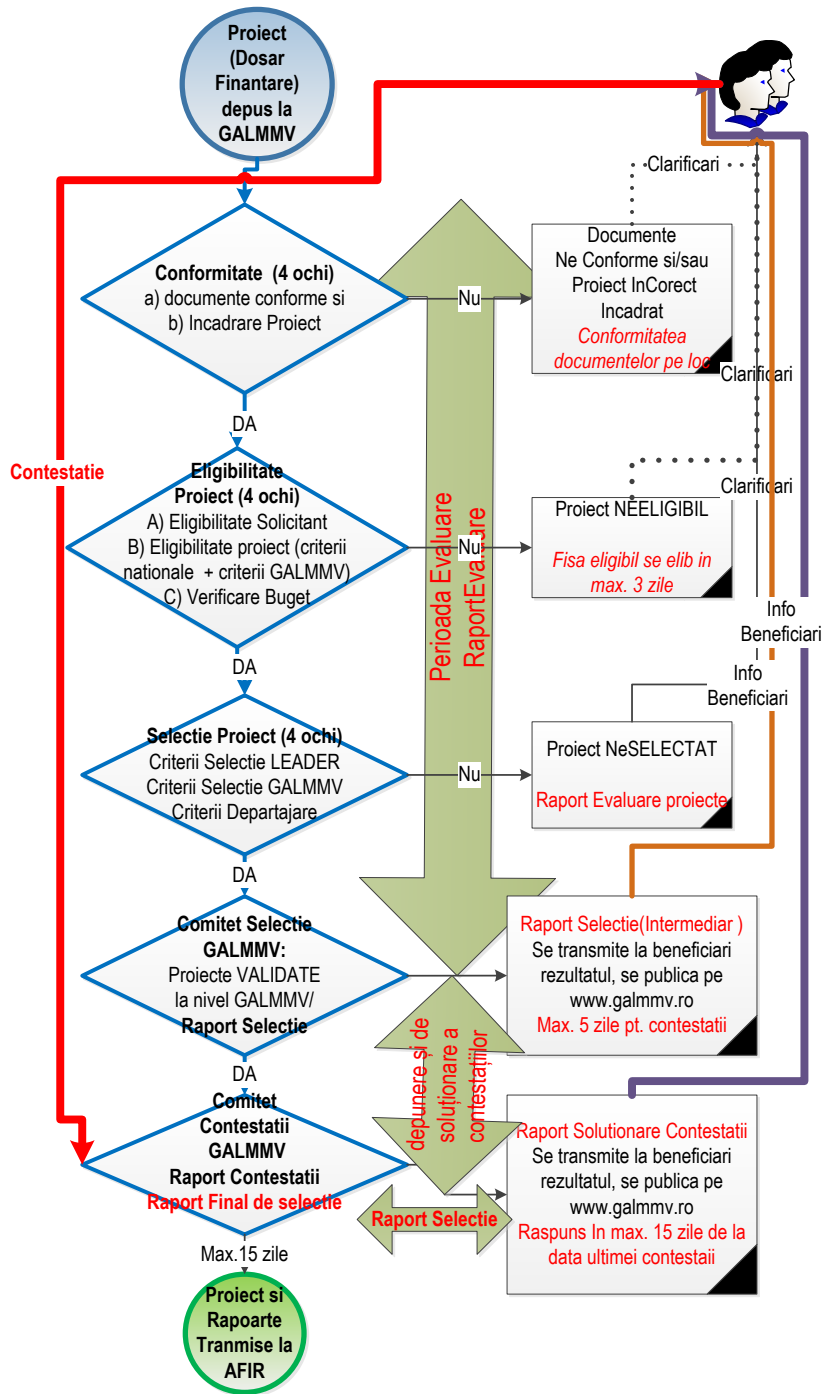 Proiect
(Dosar
Finantare)
depus la
GALMMV
Clarificari
Conformitate (4 ochi)
a) documente conforme si
b) Incadrare Proiect
Nu
Documente
Ne Conforme si/sau
Proiect InCorect
Incadrat
Conformitatea
documentelor pe loc
Clarificari
DA
Contestatie
Eligibilitate
Proiect (4 ochi)
A) Eligibilitate Solicitant
B) Eligibilitate proiect (criterii
nationale + criterii GALMMV)
C) Verificare Buget
Nu
Clarificari
Proiect NEELIGIBIL
Fisa eligibil se elib in
max. 3 zile
Perioada Evaluare
RaportEvaluare
Info
Beneficiari
DA
Info
Beneficiari
Selectie Proiect (4 ochi)
Criterii Selectie LEADER
Criterii Selectie GALMMV
Criterii Departajare
Nu
Proiect NeSELECTAT
Raport Evaluare proiecte
DA
Comitet Selectie
GALMMV:
Proiecte VALIDATE
la nivel GALMMV/
Raport Selectie
Raport Selectie(Intermediar )
Se transmite la beneficiari
rezultatul, se publica pe
www.galmmv.ro
Max. 5 zile pt. contestatii
depunere și de
soluționare a
contestațiilor
DA
Comitet
Contestatii
GALMMV
Raport Contestatii
Raport Final de selectie
Raport Solutionare Contestatii
Se transmite la beneficiari
rezultatul, se publica pe
www.galmmv.ro
Raspuns In max. 15 zile de la
data ultimei contestaii
Raport Selectie
Max.15 zile
Proiect si
Rapoarte
Tranmise la
AFIR